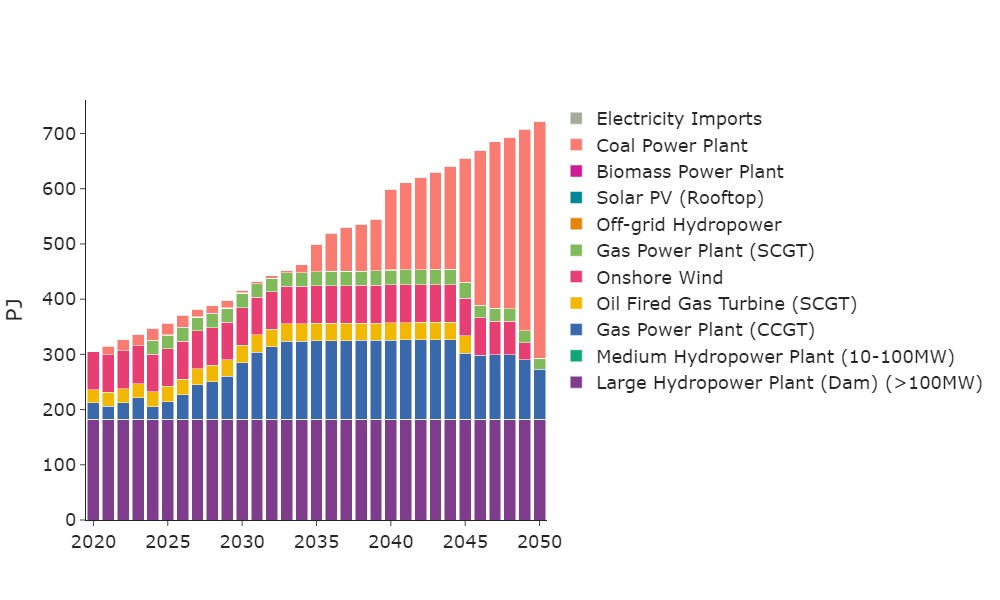 PJ
700
600
500
400
300
200
100
0
2020 2025 2030 2035 2040 2045 2050
Electricity Imports
Coal Power Plant
Biomass Power Plant
Solar PV (Rooftop)
Off-grid Hydropower
Gas Power Plant (SCGT)
Onshore Wind
Oil Fired Gas Turbine (SCGT)
Gas Power Plant (CCGT)
Medium Hydropower Plant (10-100MW)
Large Hydropower Plant (Dam) (>100MW)